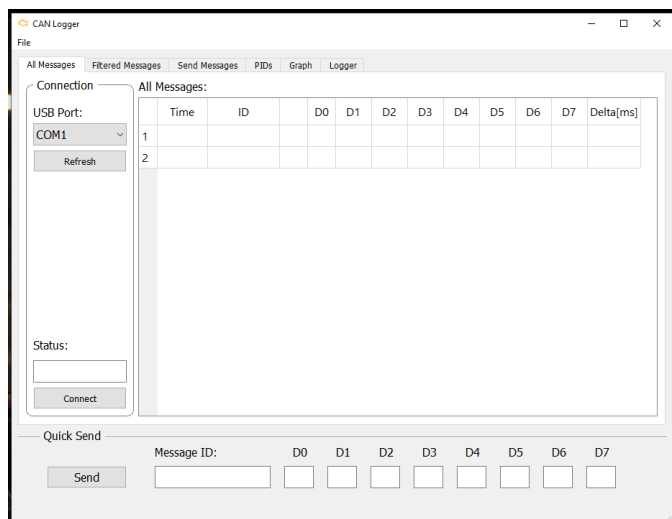 CAN Logger
File
All Messages Filtered Messages Send Messages PIDs Graph Logger
Connection
USB Port:
COM1
Refresh
Status:
Connect
All Messages:
Time ID D0 D1 D2 D3 D4 D5 D6 D7 Delta[ms]
1
2
Quick Send
Message ID: D0 D1 D2 D3 D4 D5 D6 D7
Send